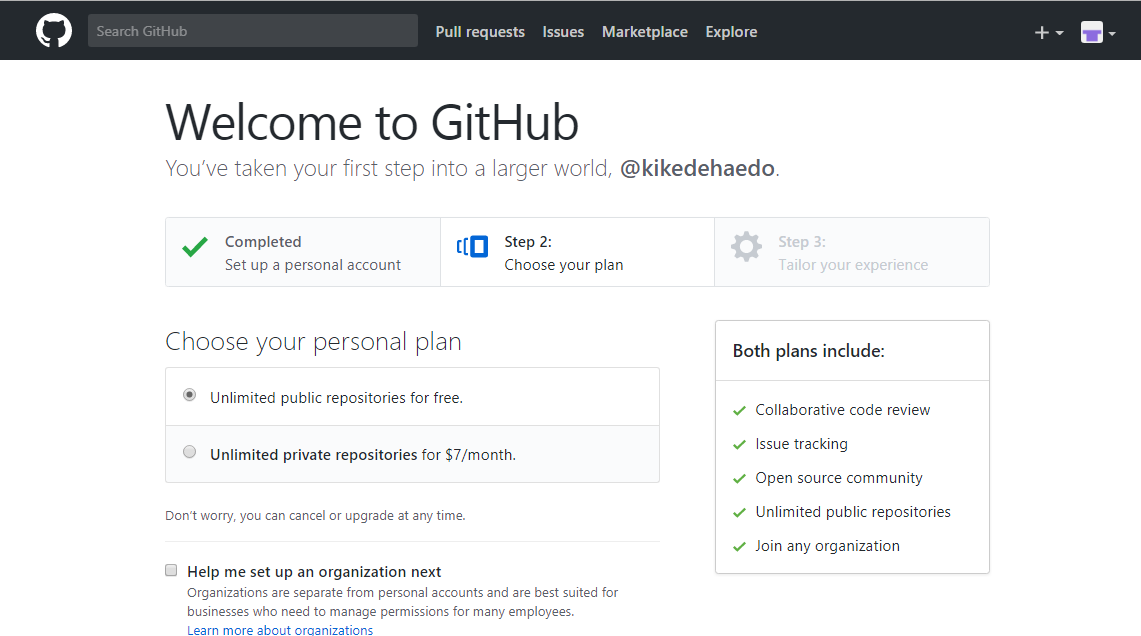 Search GitHub
Pull requests Issues Marketplace Explore
Welcome to GitHub
You’ve taken your first step into a larger world, @kikedehaedo.
Completed
Set up a personal account
Step 2:
Choose your plan
Step 3:
Tailor your experience
Choose your personal plan
Unlimited public repositories for free.
Unlimited private repositories for $7/month.
Don’t worry, you can cancel or upgrade at any time.
Help me set up an organization next
Organizations are separate from personal accounts and are best suited for
businesses who need to manage permissions for many employees.
Learn more about organizations
Both plans include:
Collaborative code review
Issue tracking
Open source community
Unlimited public repositories
Join any organization